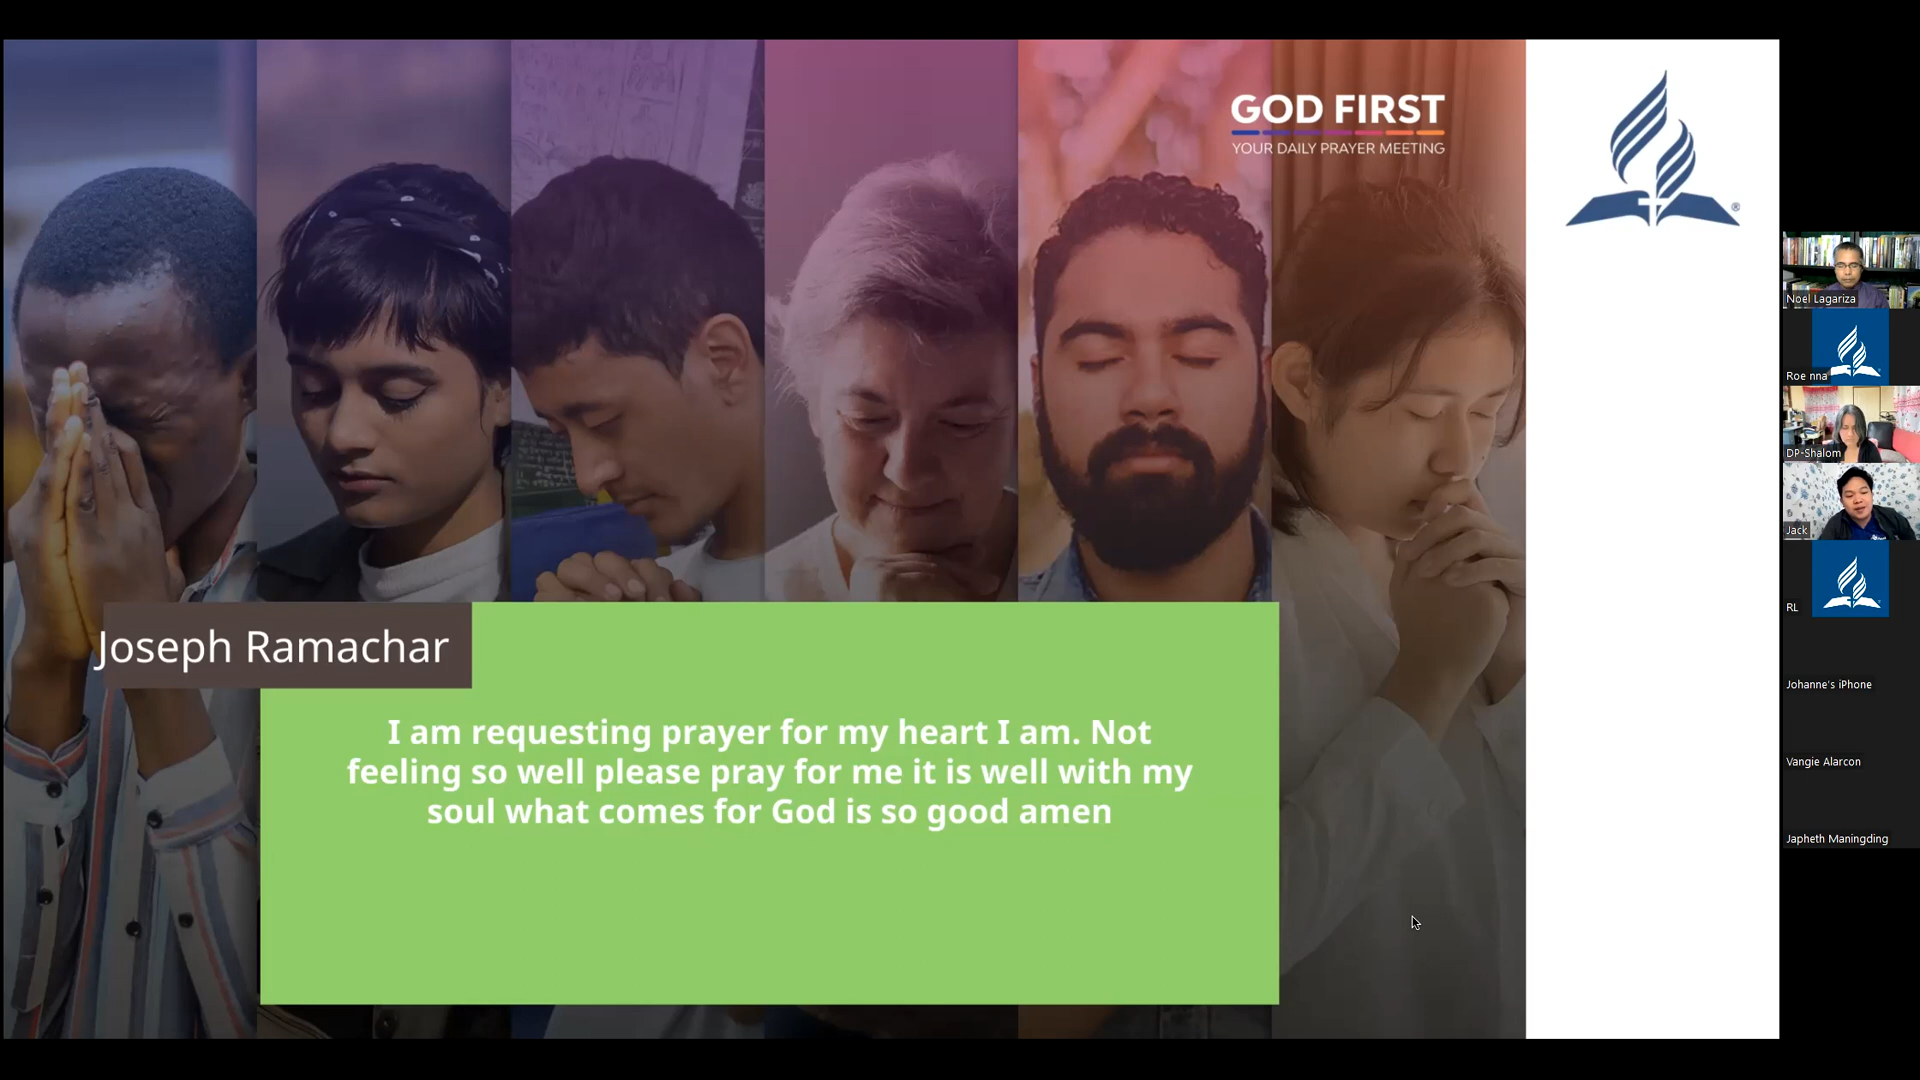 GOD FIRST
YOUR DAILY PRAYER MEETING
®
Joseph Ramachar
I am requesting prayer for my heart I am. Not
feeling so well please pray for me it is well with my
soul what comes for God is so good amen
Noel Lagariza
Roe nna
DP-Shalom
Jack
RL
Johanne's iPhone
Vangie Alarcon
Japheth Maningding